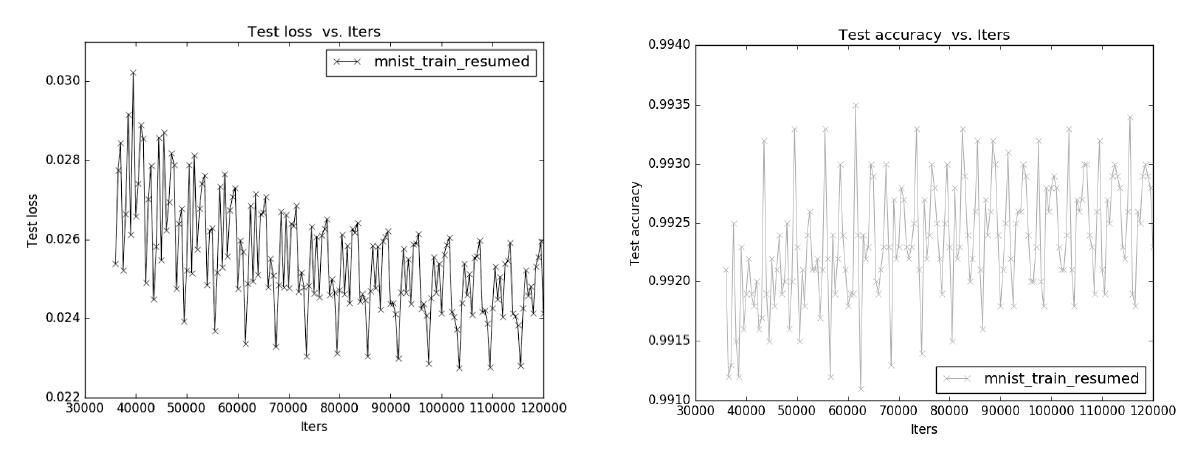 Test loss  vs. Iters
mnist_train_resumed
0.030
0.028
0.026
0.024
0.022
Test loss
30000 40000 50000 60000 70000 80000 90000 100000 110000 120000
Iters
Test accuracy  vs. Iters
0.9940
0.9935
0.9930
0.9925
0.9920
0.9915
0.9910
Test accuracy
mnist_train_resumed
30000 40000 50000 60000 70000 80000 90000 100000 110000 120000
Iters